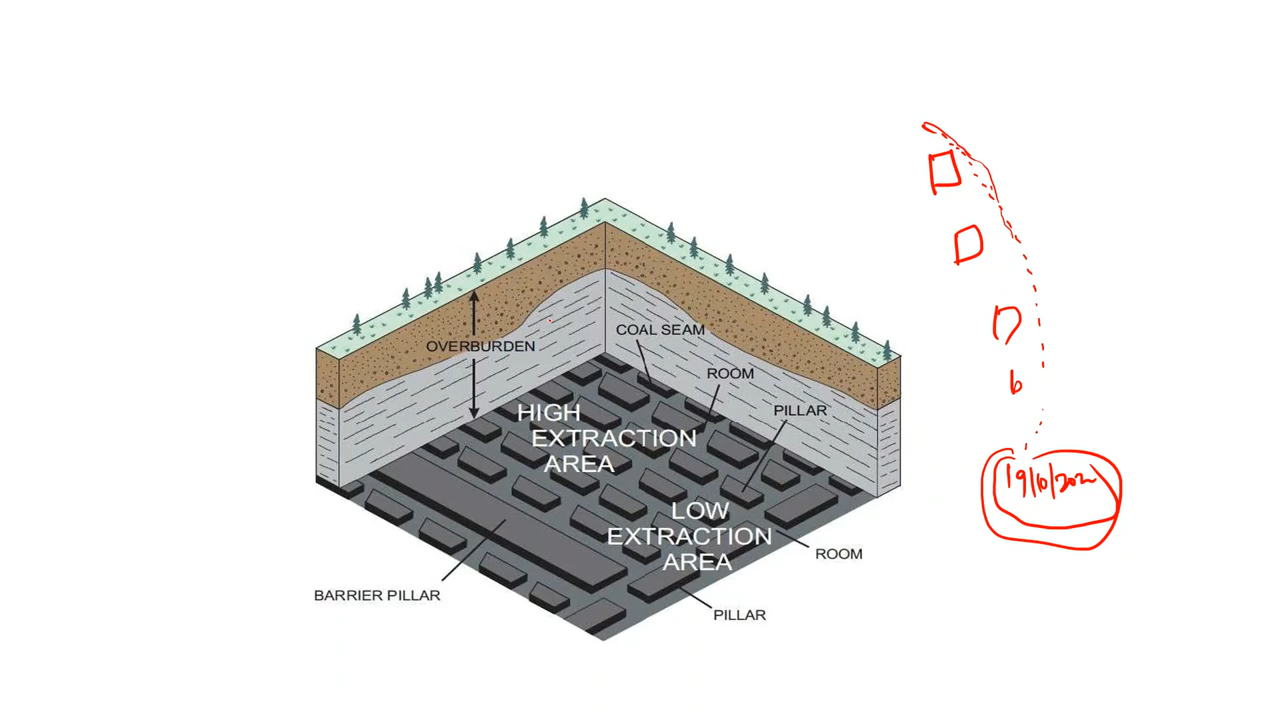 COAL SEAM
OVERBURDEN
ROOM
PILLAR
HIGH
EXTRACTION
AREA
LOW
EXTRACTION
AREA
ROOM
BARRIER PILLAR
PILLAR